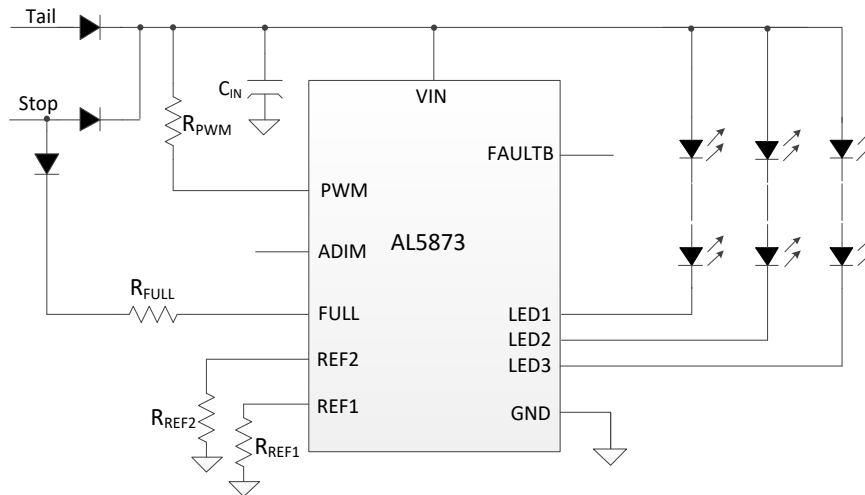 Tail
Stop
C_IN
R_PWM
VIN
FAULTB
PWM
ADIM
AL5873
R_FULL
FULL
LED1
LED2
LED3
REF2
REF1
GND
R_REF2
R_REF1